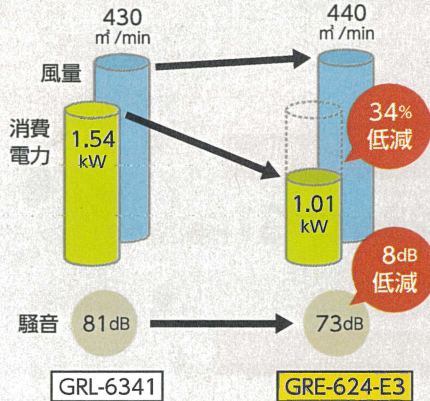 430
㎥/min
440
㎥/min
風量
消費
電力
1.54
kW
1.01
kW
34%
低減
8dB
低減
騒音
81dB
73dB
GRL-6341
GRE-624-E3